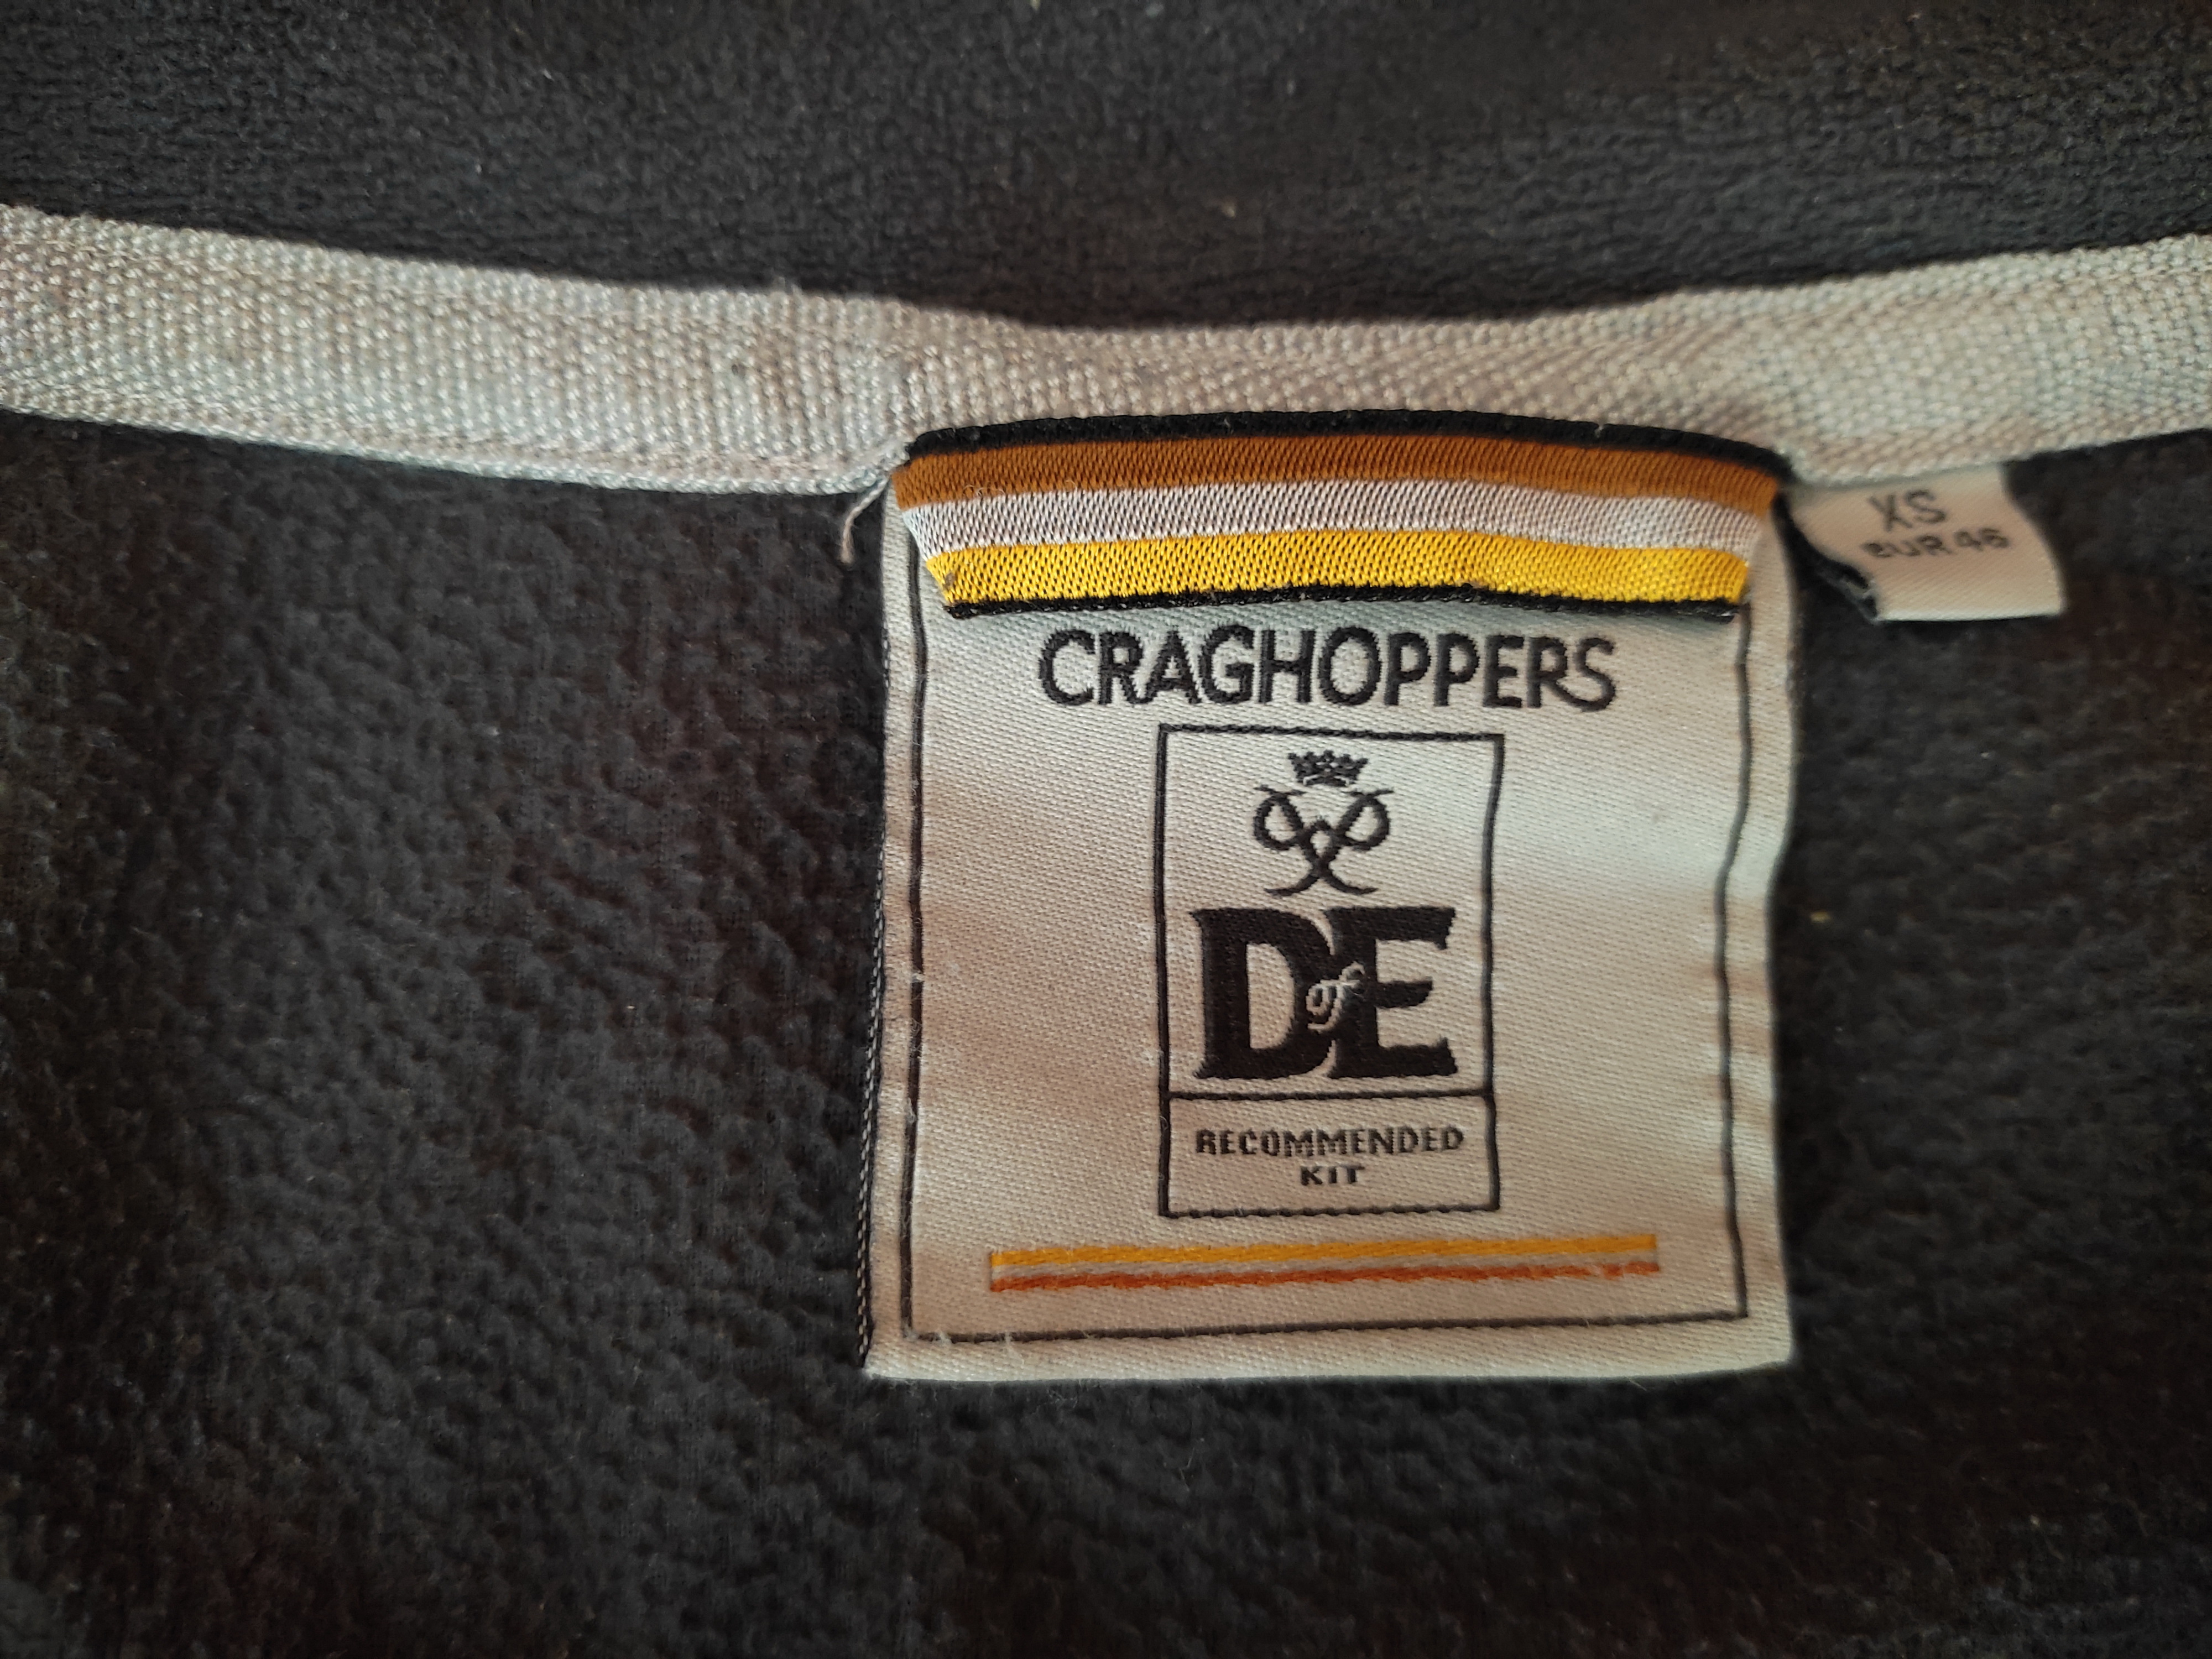 XS
EUR 46
CRAGHOPPERS
DofE
RECOMMENDED
KIT